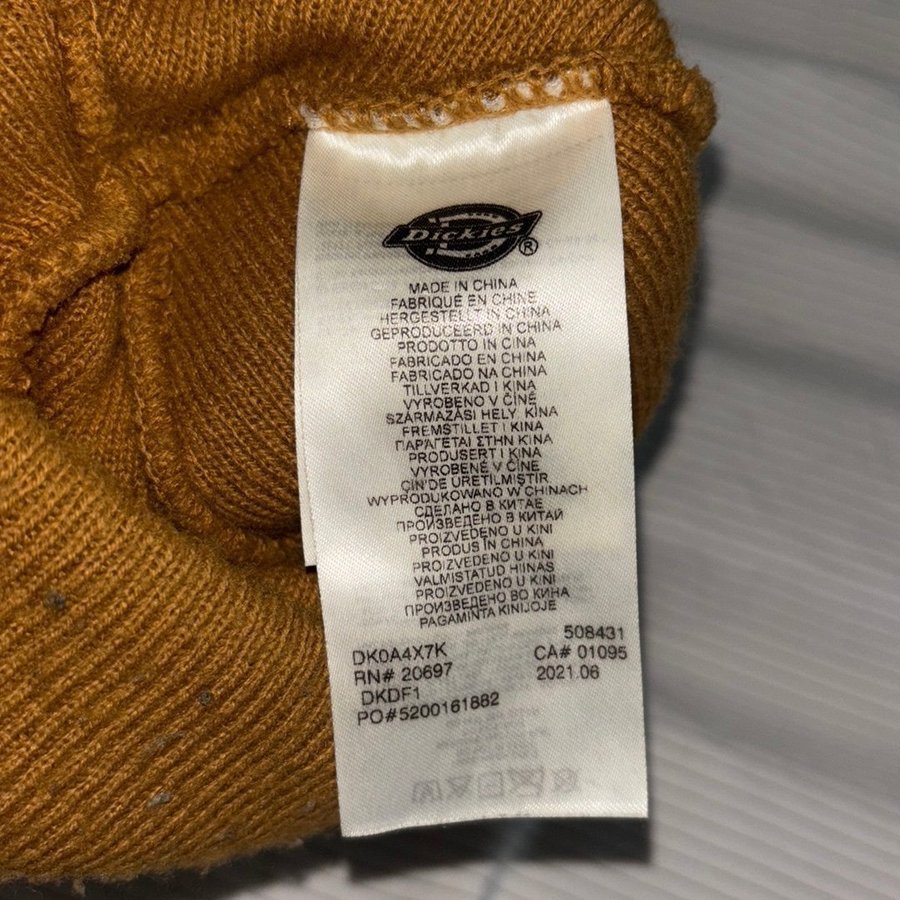 Dickies®
MADE IN CHINA
FABRIQUÉ EN CHINE
HERGESTELLT IN CHINA
GEPRODUCEERD IN CHINA
PRODOTTO IN CINA
FABRICADO EN CHINA
FABRICADO NA CHINA
TILLVERKAD I KINA
VYROBENO V ČÍNĚ
SZÁRMAZÁSI HELY: KÍNA
FREMSTILLET I KINA
ΠΑΡΑΓΕΤΑΙ ΣΤΗΝ ΚΙΝΑ
PRODUSERT I KINA
VYROBENÉ V ČÍNE
ÇİN'DE ÜRETİLMİŞTİR
WYPRODUKOWANO W CHINACH
СДЕЛАНО В КИТАЕ
ПРОИЗВЕДЕНО В КИТАЙ
PROIZVEDENO U KINI
PRODUS ÎN CHINA
PROIZVEDENO U KINI
VALMISTATUD HIINAS
PROIZVEDENO U KINI
ПРОИЗВЕДЕНО ВО КИНА
PAGAMINTA KINIJOJE
DK0A4X7K 508431
RN# 20697 CA# 01095
DKDF1 2021.06
PO#5200161882